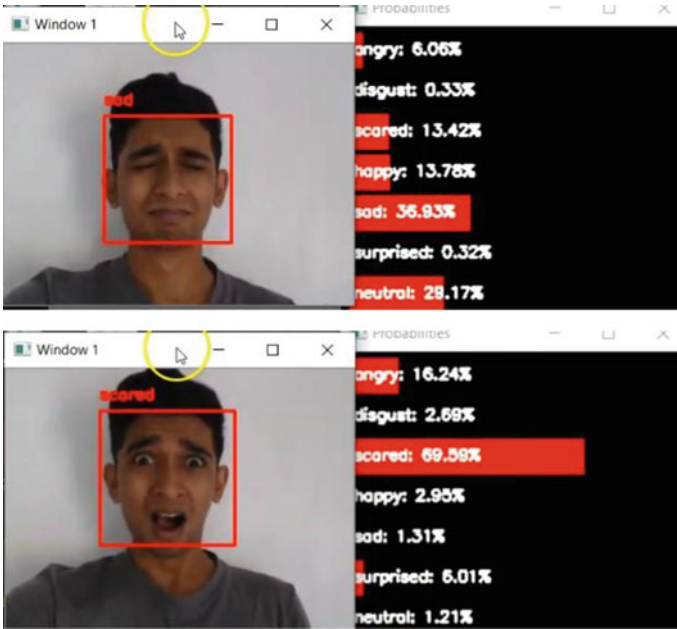 Window 1
Probabilities
sad
angry: 6.06%
disgust: 0.33%
scared: 13.42%
happy: 13.78%
sad: 36.93%
surprised: 0.32%
neutral: 29.17%
Window 1
Probabilities
scared
angry: 16.24%
disgust: 2.69%
scared: 69.59%
happy: 2.95%
sad: 1.31%
surprised: 6.01%
neutral: 1.21%